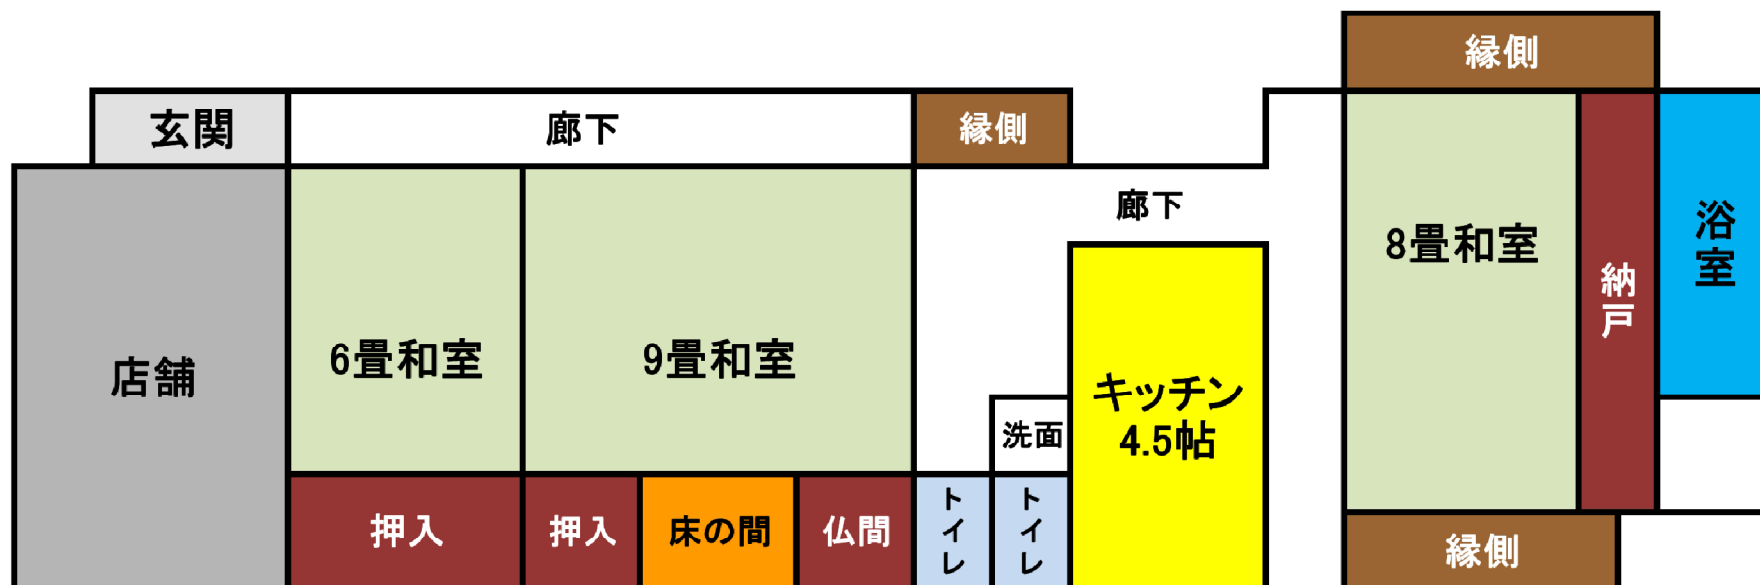 縁側
玄関
廊下
縁側
廊下
8畳和室
納戸
浴室
店舗
6畳和室
9畳和室
洗面
キッチン
4.5帖
押入
押入
床の間
仏間
トイレ
トイレ
縁側